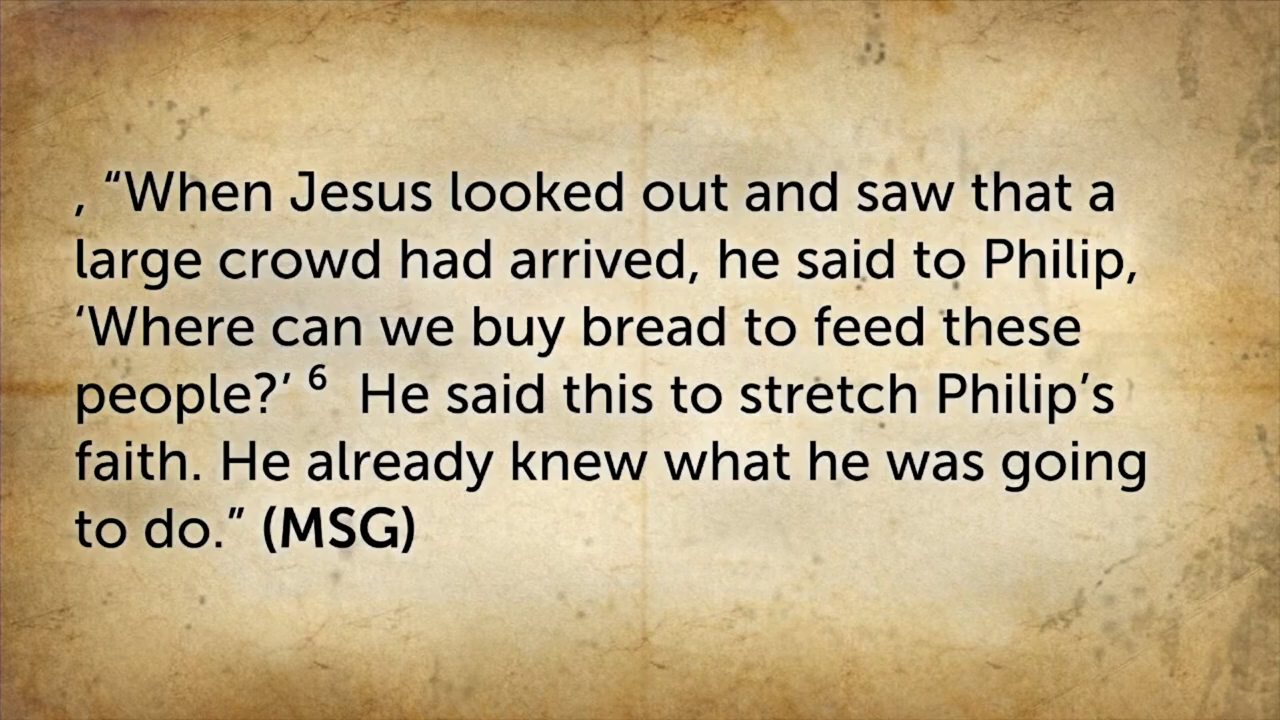 , “When Jesus looked out and saw that a
large crowd had arrived, he said to Philip,
‘Where can we buy bread to feed these
people?’ ⁶  He said this to stretch Philip’s
faith. He already knew what he was going
to do.” (MSG)